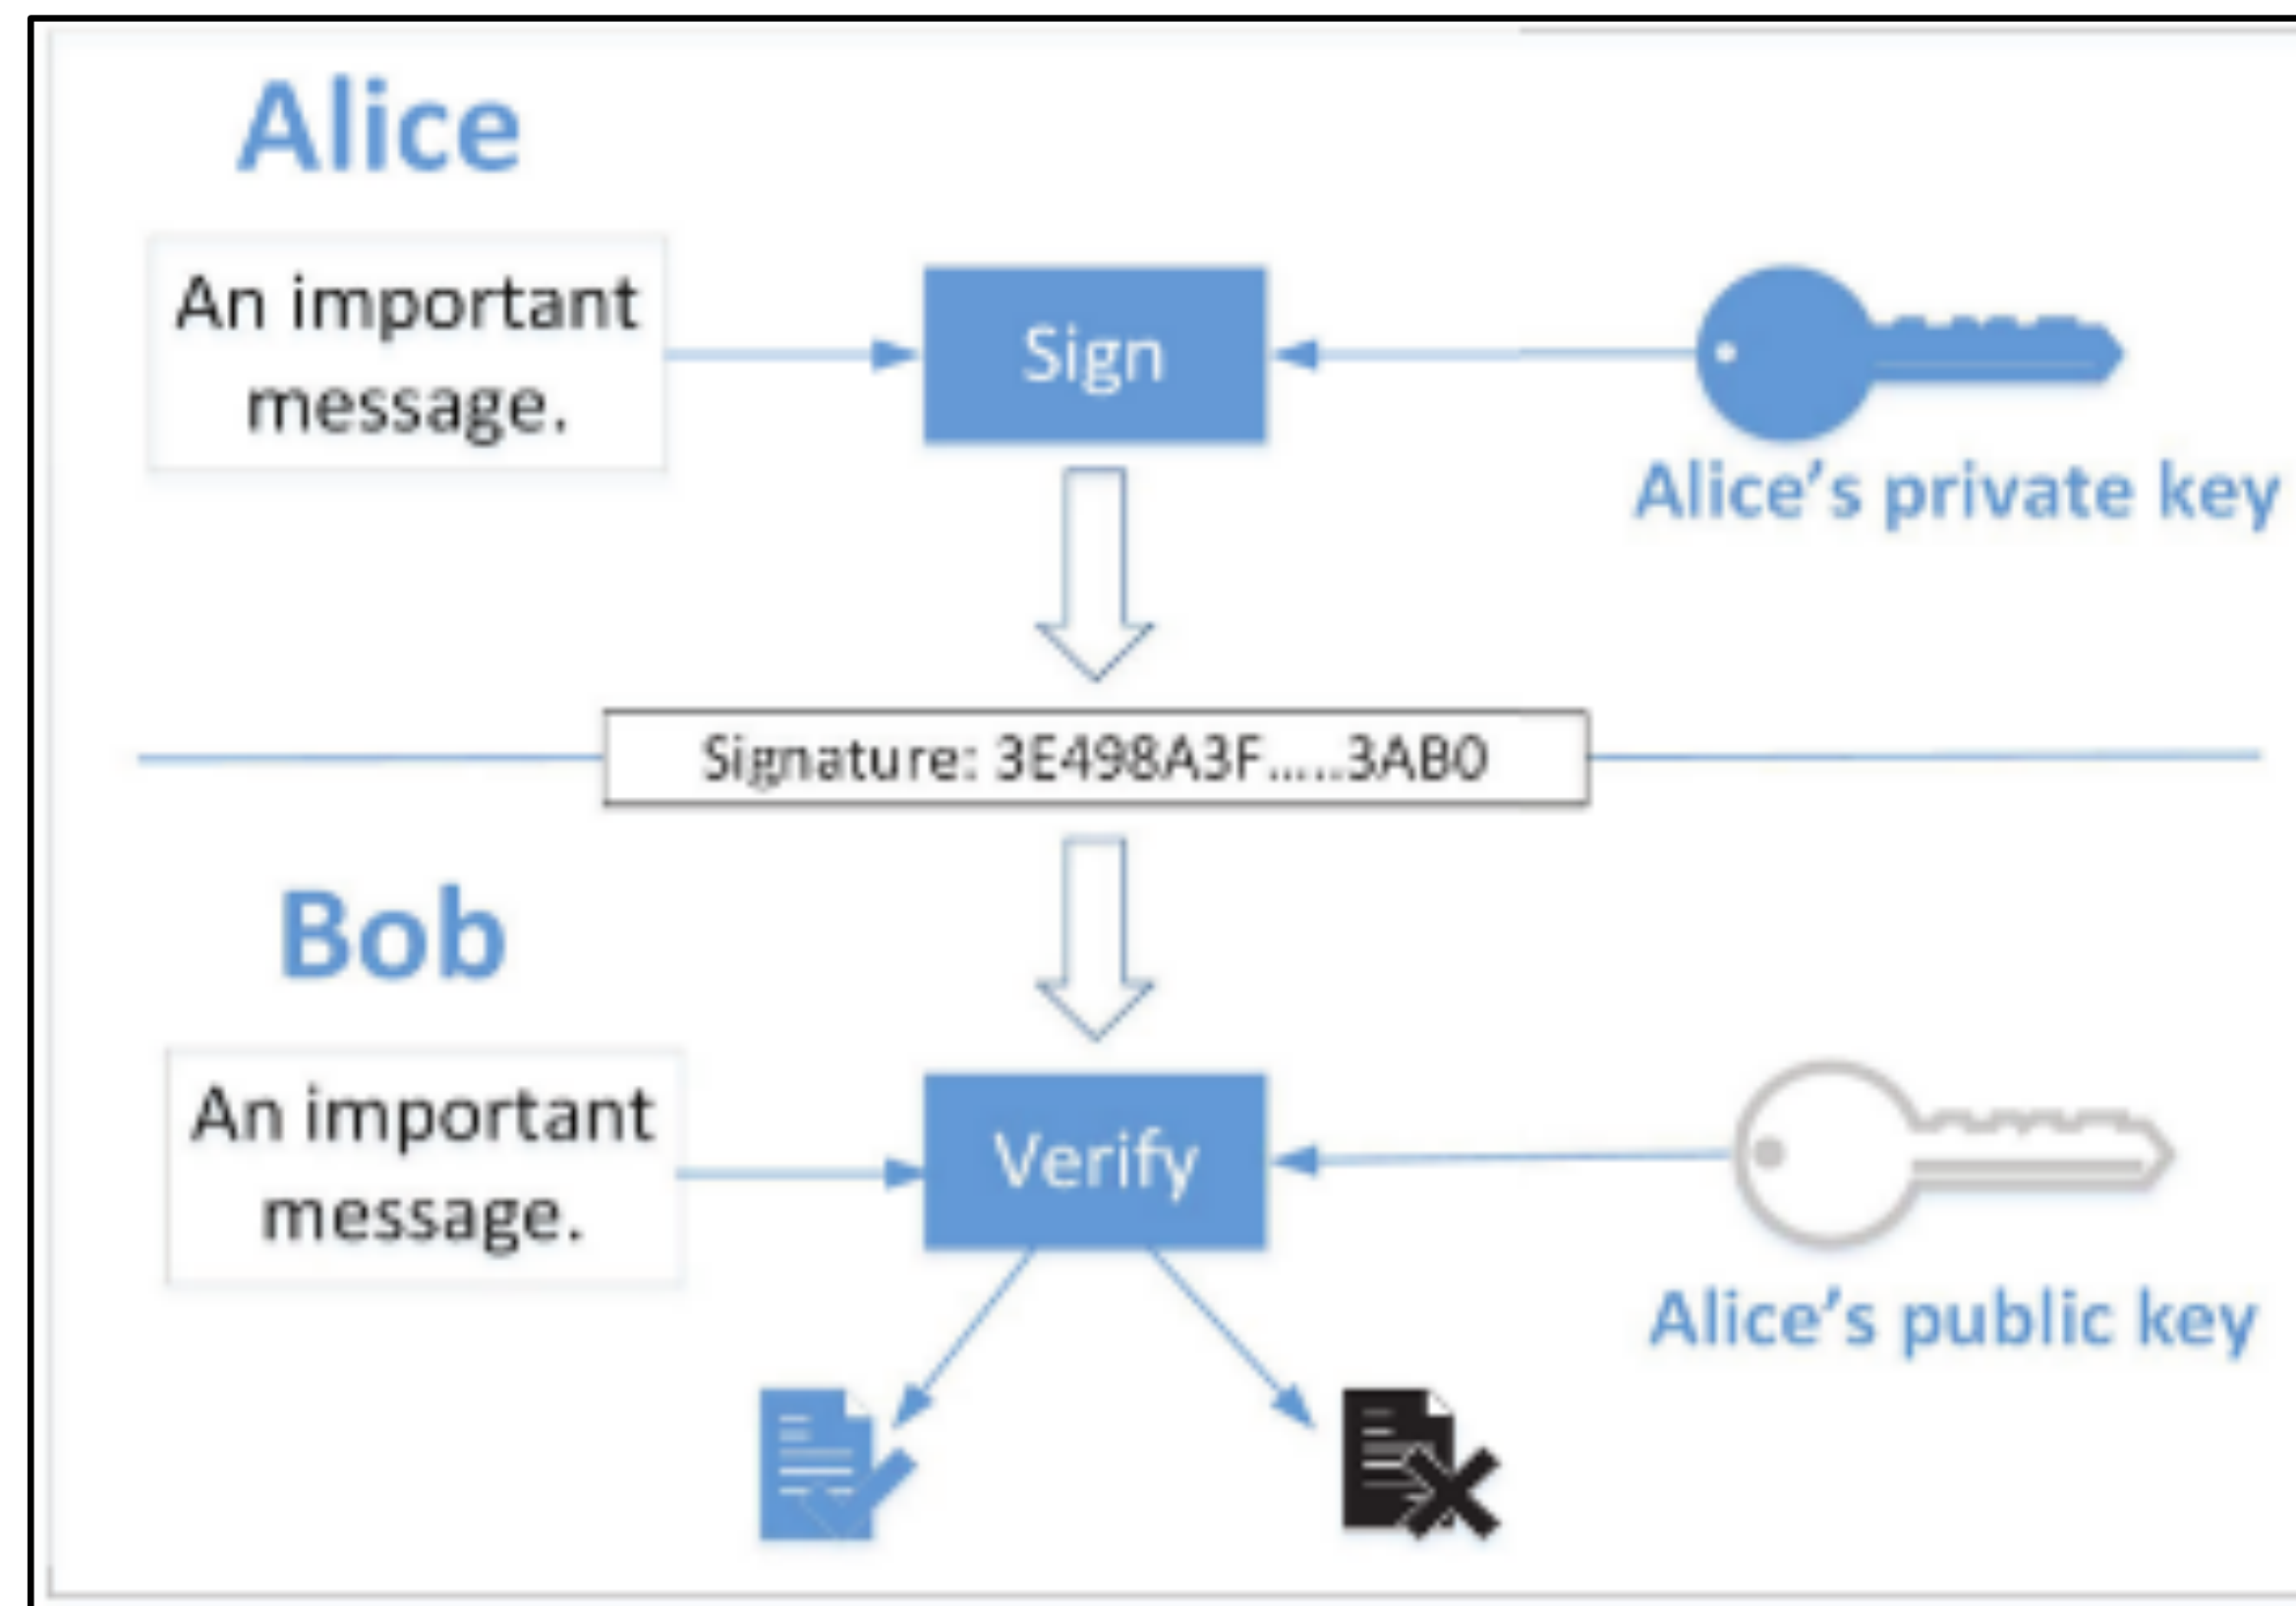 Alice
An important
message.
Sign
Alice's private key
Signature: 3E498A3F.....3AB0
Bob
An important
message.
Verify
Alice's public key